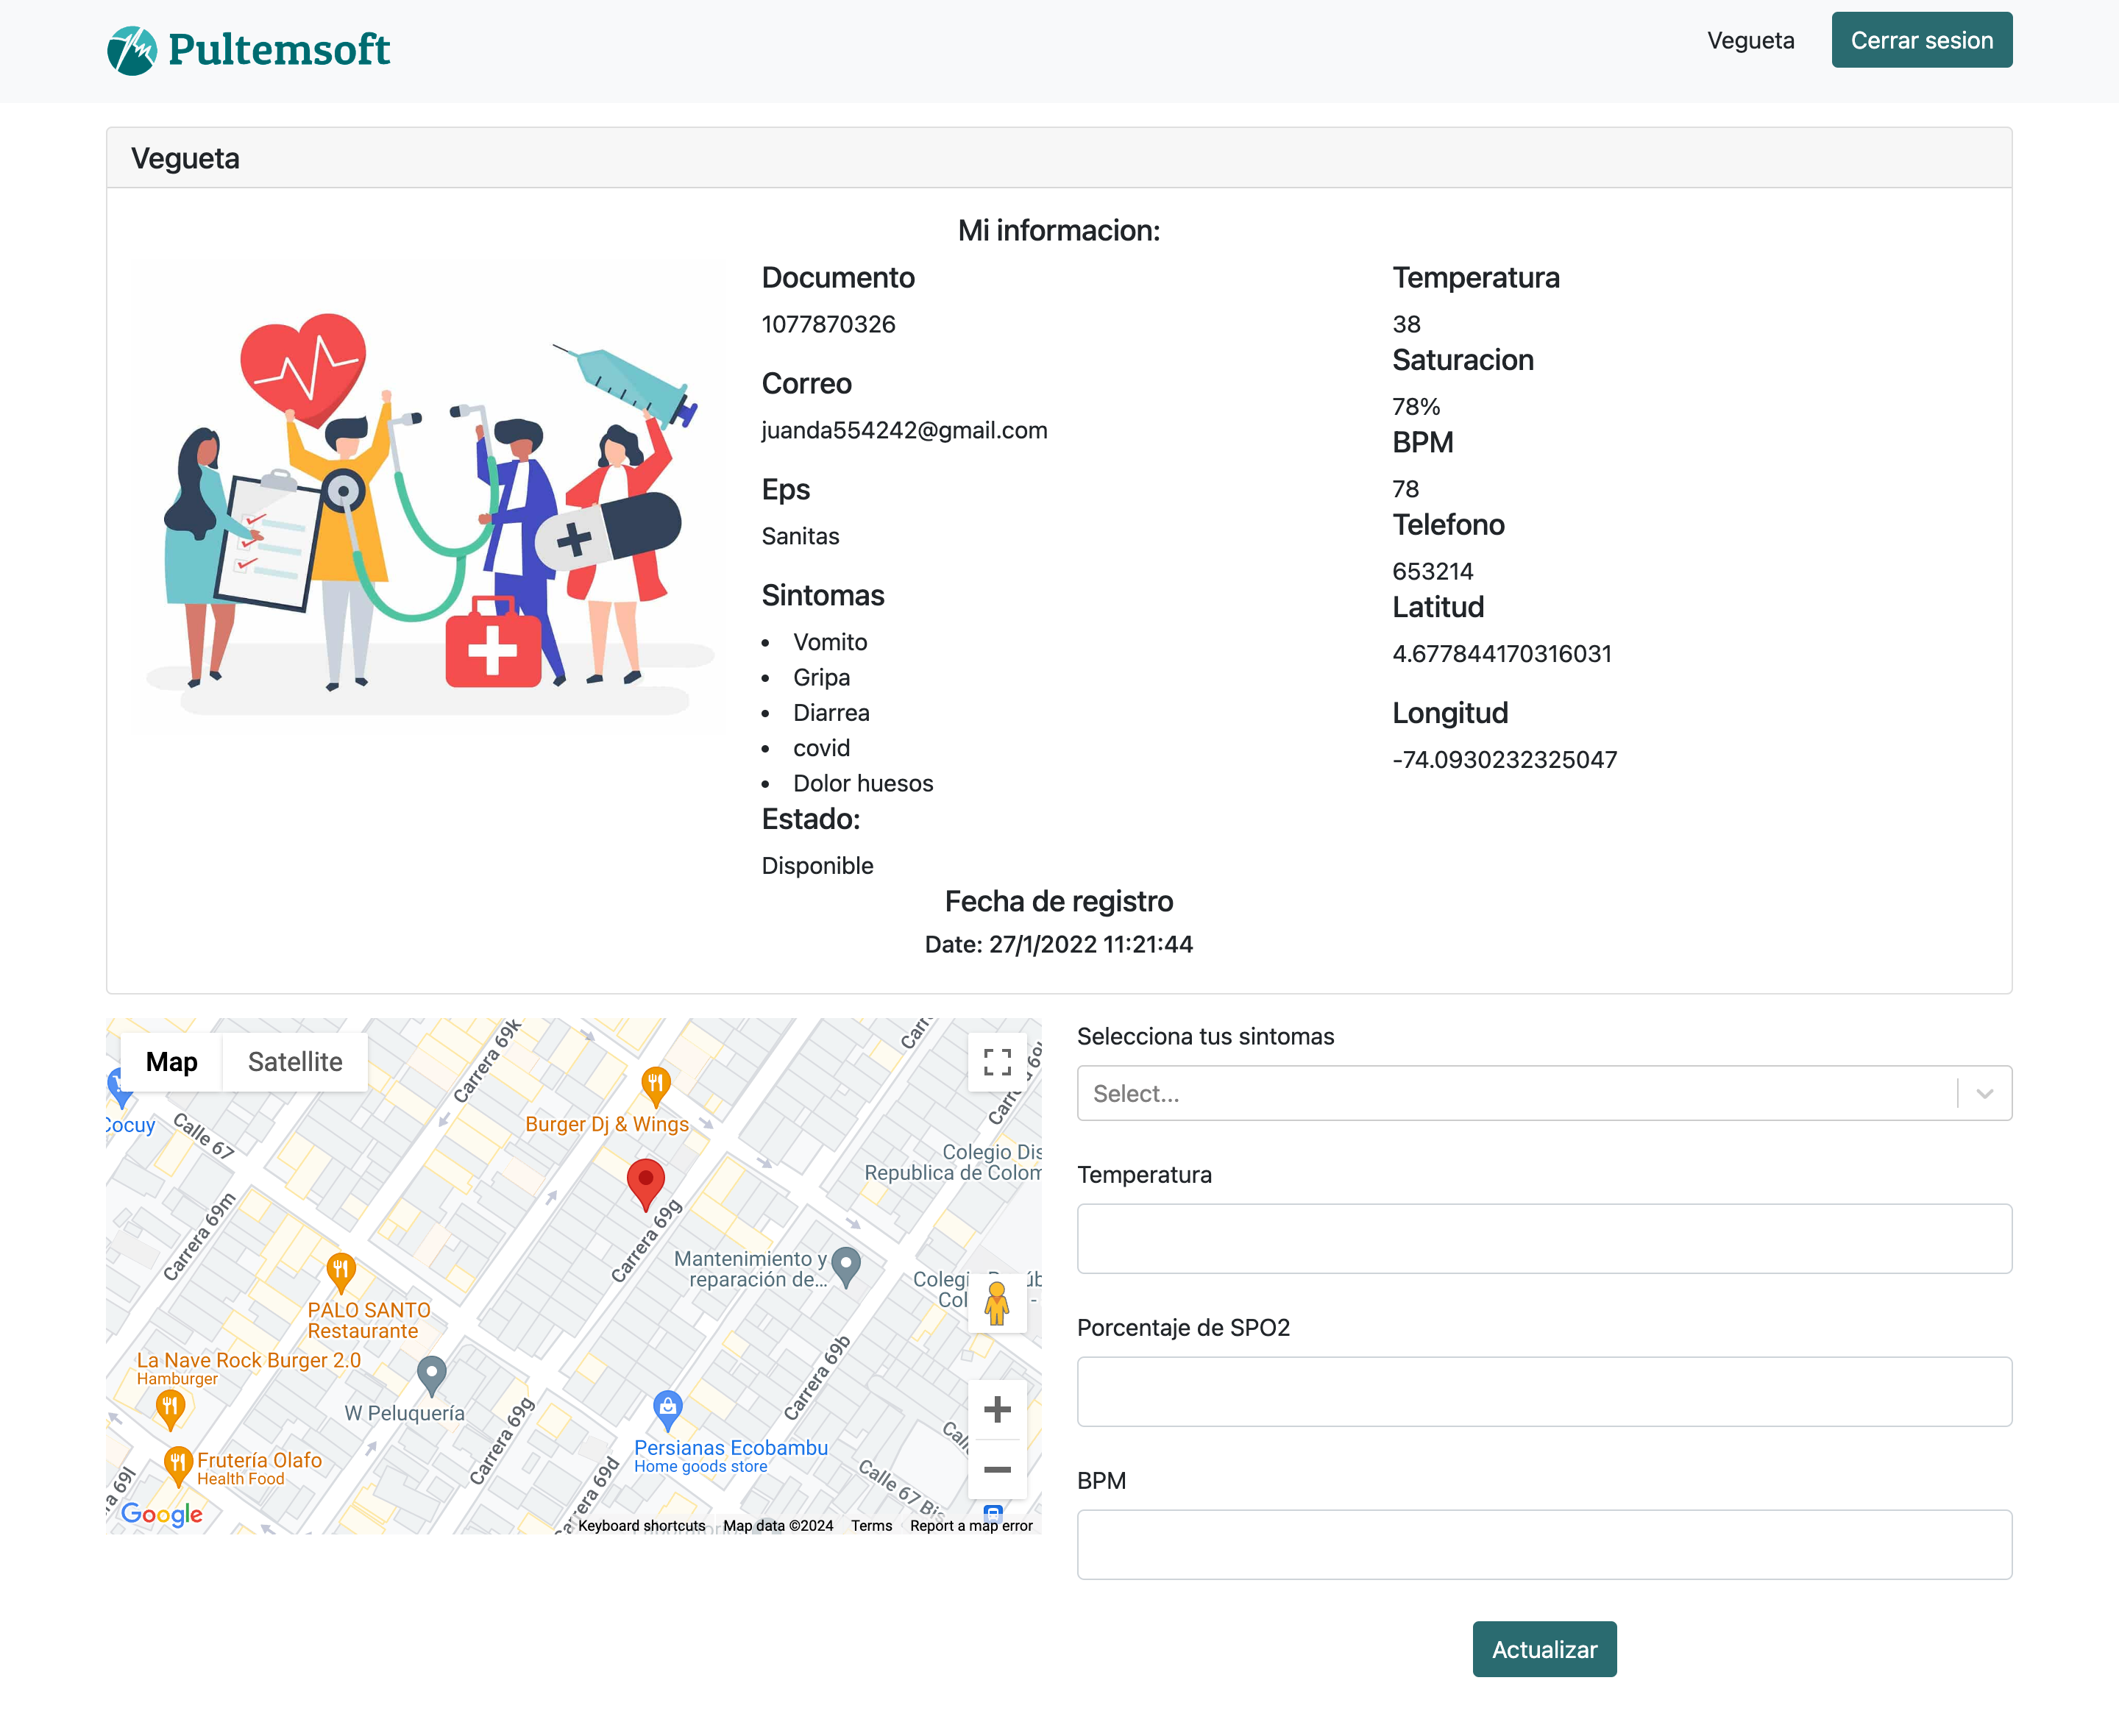 Pultemsoft
Vegueta
Cerrar sesion
Vegueta
Mi informacion:
Documento
1077870326
Correo
juanda554242@gmail.com
Eps
Sanitas
Sintomas
Vomito
Gripa
Diarrea
covid
Dolor huesos
Estado:
Disponible
Temperatura
38
Saturacion
78%
BPM
78
Telefono
653214
Latitud
4.677844170316031
Longitud
-74.0930232325047
Fecha de registro
Date: 27/1/2022 11:21:44
Map
Satellite
Carrera 69k
Cocuy
Calle 67
Burger Dj & Wings
Colegio Dis
Republica de Colom
Carrera 69m
Carrera 69g
Mantenimiento y
reparación de...
PALO SANTO
Restaurante
La Nave Rock Burger 2.0
Hamburger
W Peluquería
Carrera 69b
Carrera 69g
Persianas Ecobambu
Home goods store
Frutería Olafo
Health Food
Carrera 69d
Calle 67 Bis
Google
Keyboard shortcuts
Map data ©2024
Terms
Report a map error
Selecciona tus sintomas
Select...
Temperatura
Porcentaje de SPO2
BPM
Actualizar